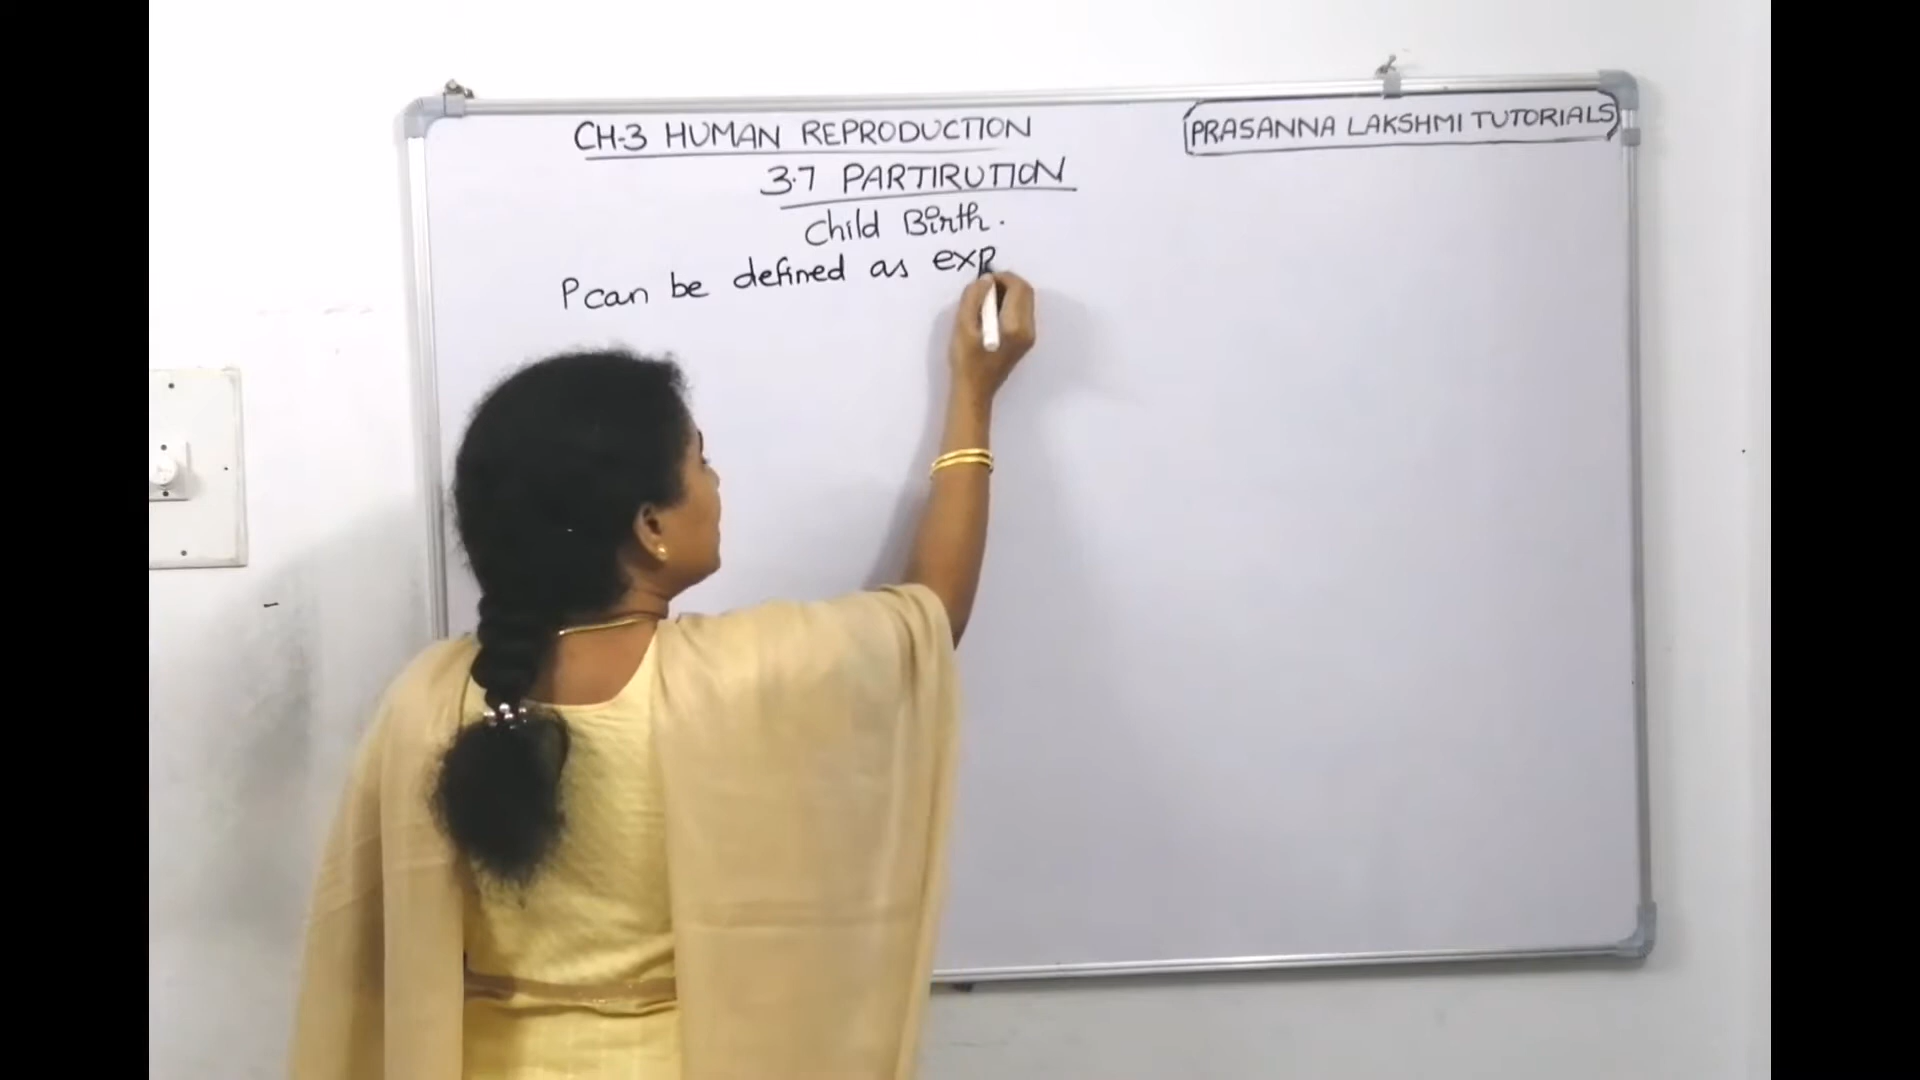 CH-3 HUMAN REPRODUCTION
PRASANNA LAKSHMI TUTORIALS
3.7 PARTIRUTION
Child Birth.
P can be defined as exp